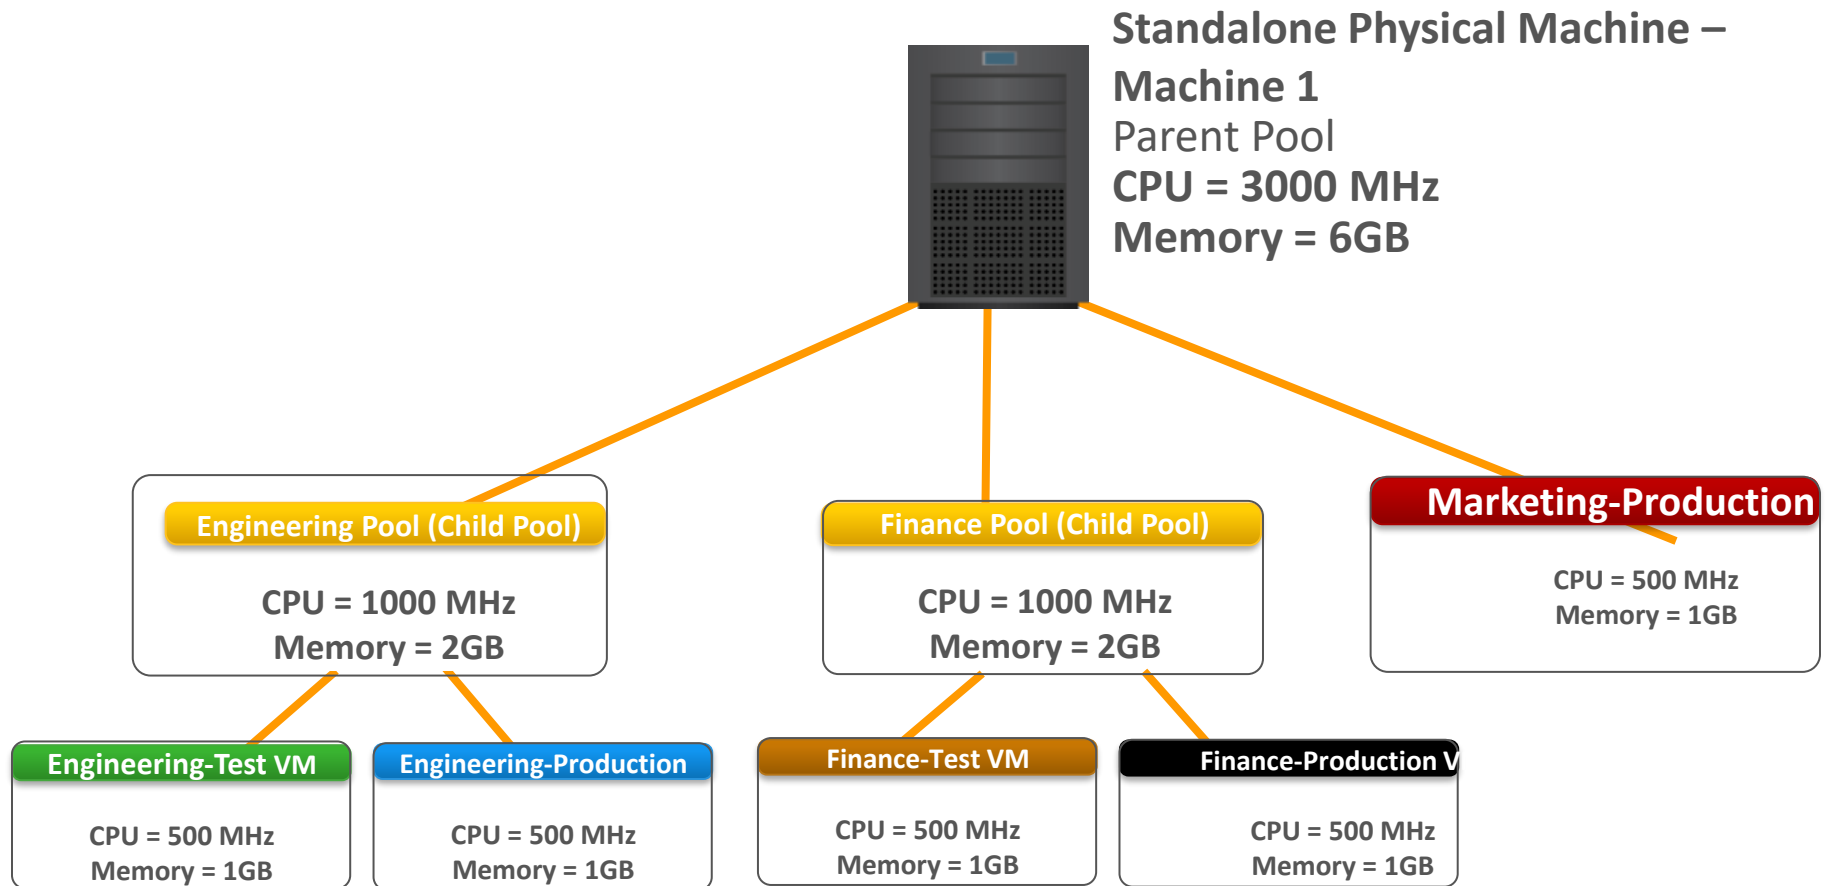 Standalone Physical Machine –
Machine 1
Parent Pool
CPU = 3000 MHz
Memory = 6GB
Engineering Pool (Child Pool)
CPU = 1000 MHz
Memory = 2GB
Finance Pool (Child Pool)
CPU = 1000 MHz
Memory = 2GB
Marketing-Production
CPU = 500 MHz
Memory = 1GB
Engineering-Test VM
CPU = 500 MHz
Memory = 1GB
Engineering-Production
CPU = 500 MHz
Memory = 1GB
Finance-Test VM
CPU = 500 MHz
Memory = 1GB
Finance-Production V
CPU = 500 MHz
Memory = 1GB